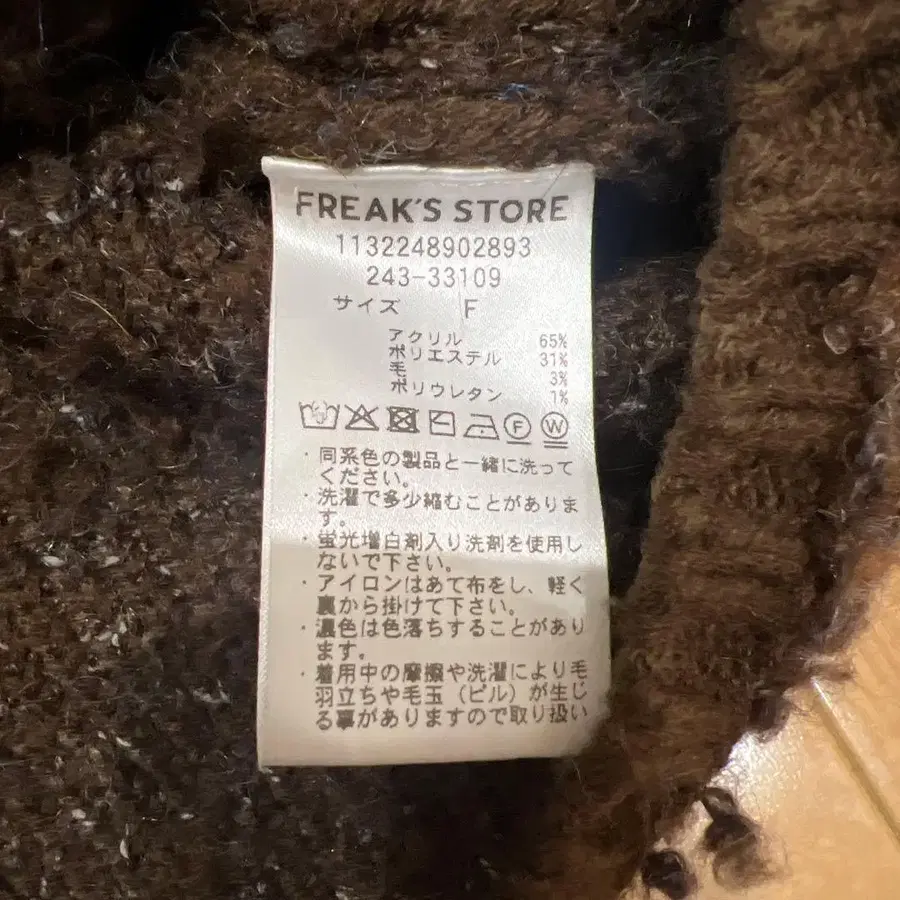 FREAK'S STORE
1132248902893
243-33109
サイズ F
アクリル 65%
ポリエステル 31%
毛 3%
ポリウレタン 1%
F W
・同系色の製品と一緒に洗って
ください。
・洗濯で多少縮むことがありま
す。
・蛍光増白剤入り洗剤を使用し
ないで下さい。
・アイロンはあて布をし、軽く
裏から掛けて下さい。
・濃色は色落ちすることがあり
ます。
・着用中の摩擦や洗濯により毛
羽立ちや毛玉（ピル）が生じ
る事がありますので取り扱い